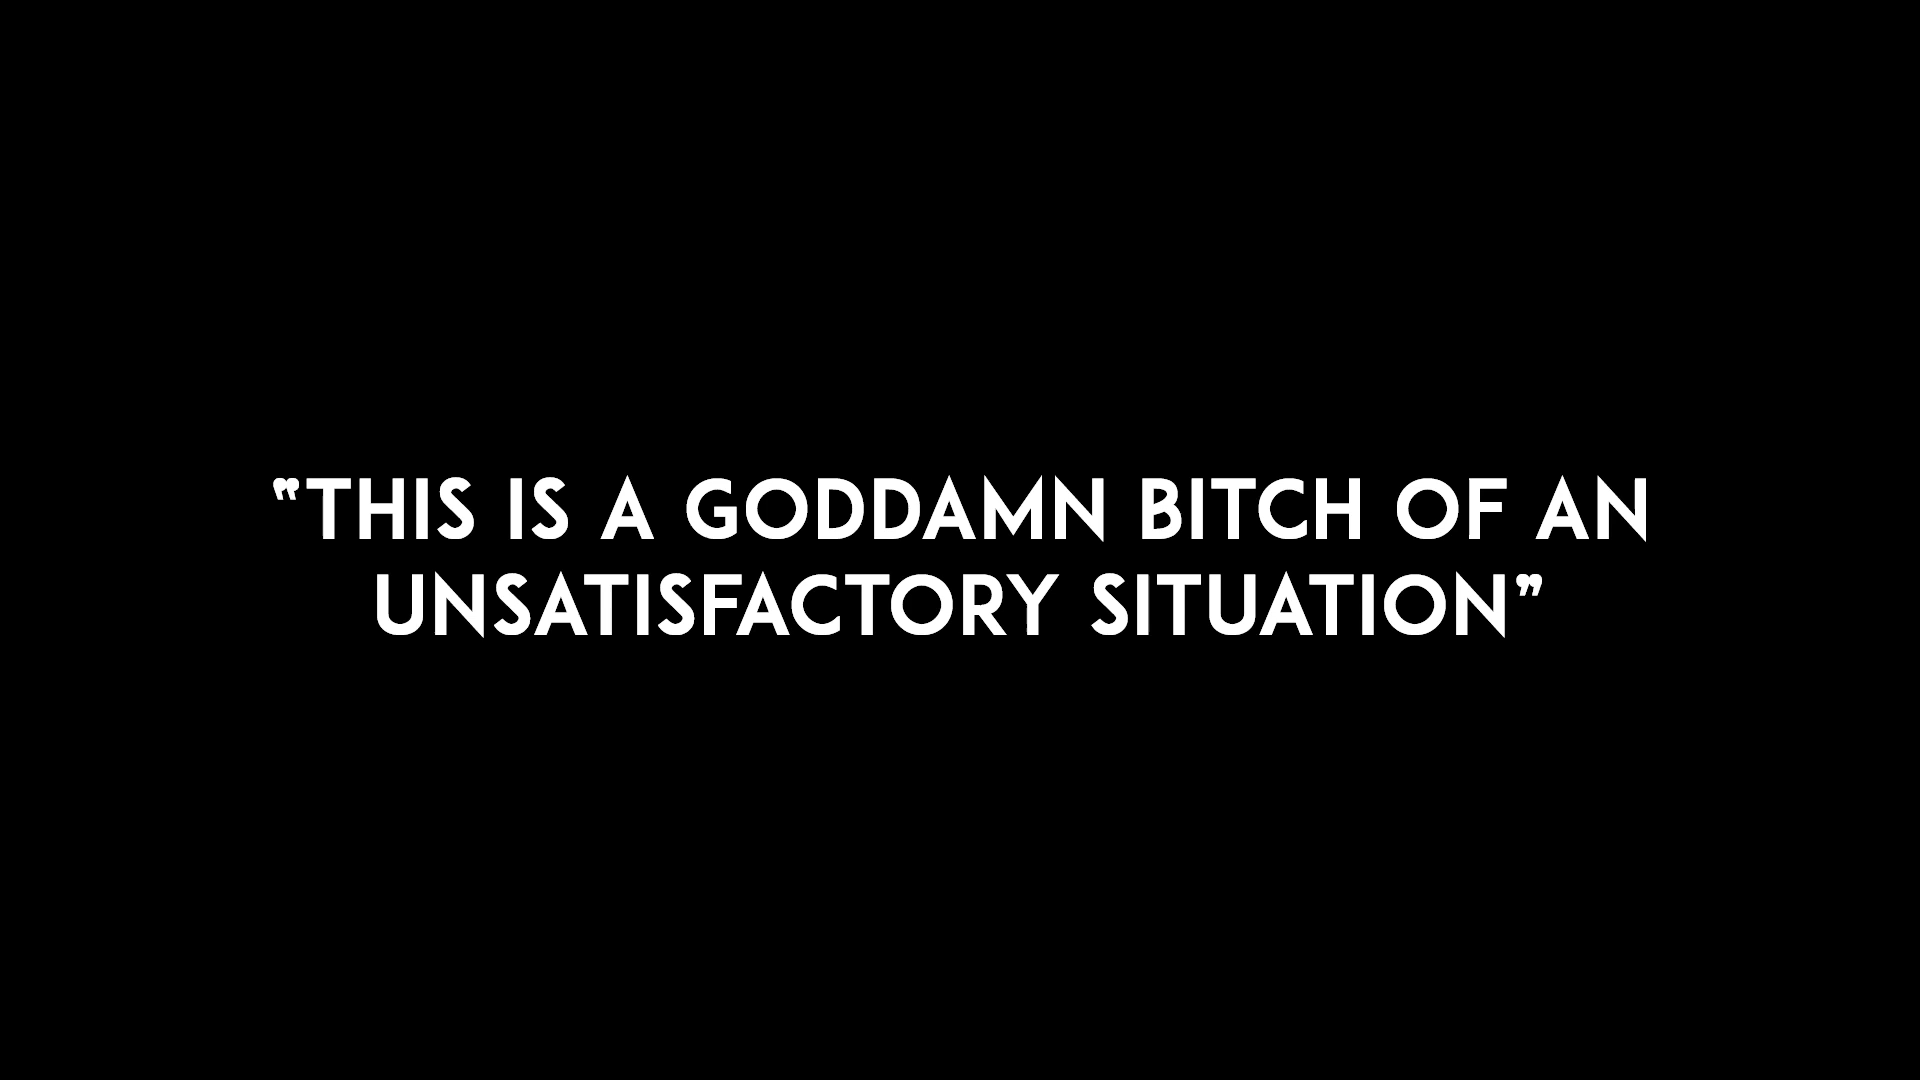 "THIS IS A GODDAMN BITCH OF AN
UNSATISFACTORY SITUATION"